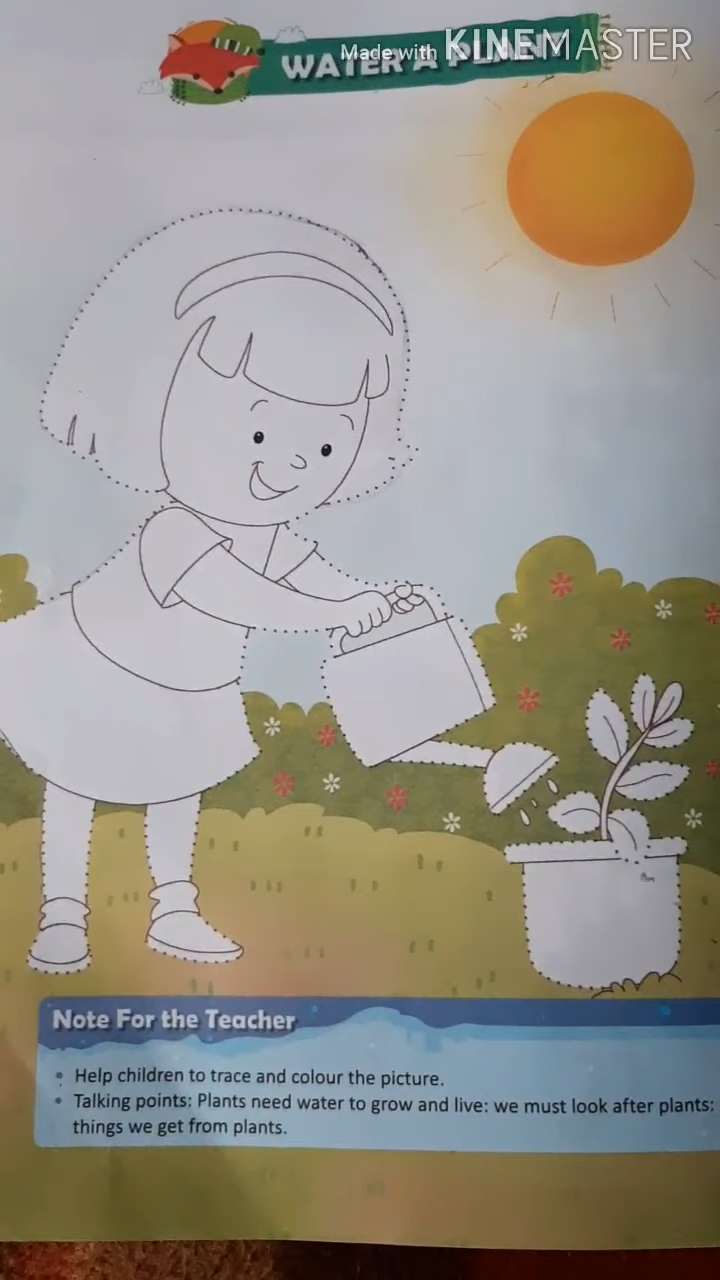 Made with KINEMASTER
WATER A PLANT
Note For the Teacher
• Help children to trace and colour the picture.
• Talking points: Plants need water to grow and live: we must look after plants:
things we get from plants.